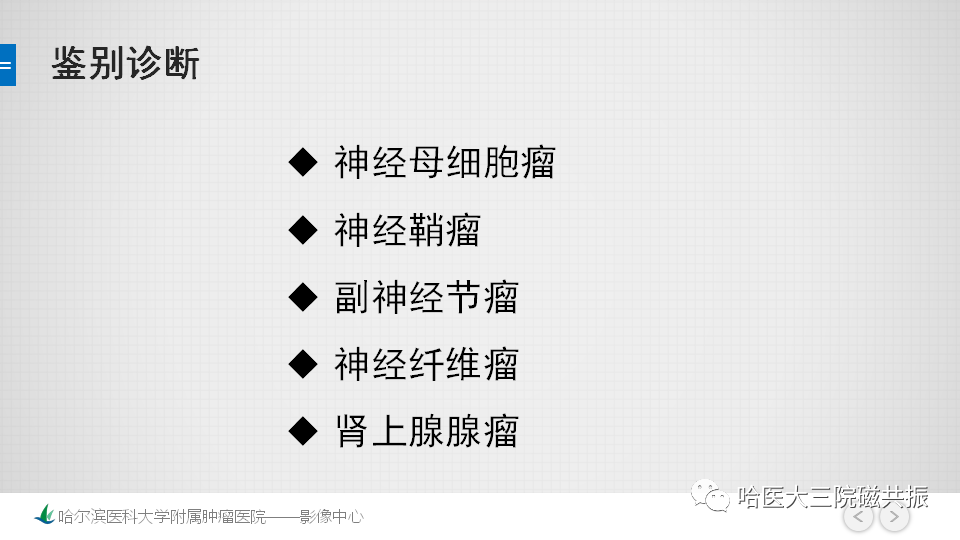 鉴别诊断
◆ 神经母细胞瘤
◆ 神经鞘瘤
◆ 副神经节瘤
◆ 神经纤维瘤
◆ 肾上腺腺瘤
哈医大三院磁共振
哈尔滨医科大学附属肿瘤医院——影像中心